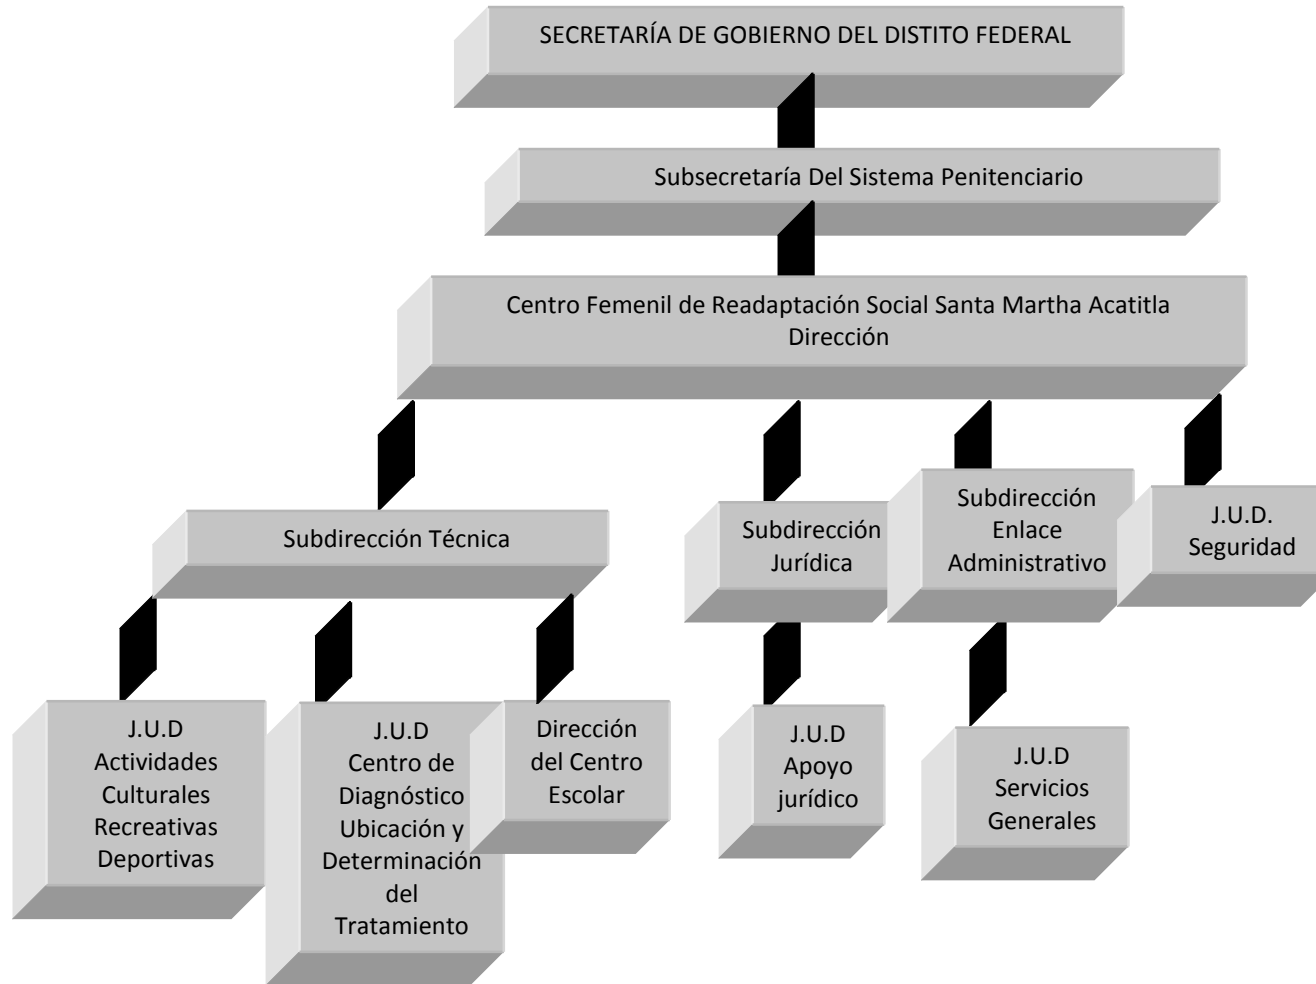 SECRETARÍA DE GOBIERNO DEL DISTITO FEDERAL
Subsecretaría Del Sistema Penitenciario
Centro Femenil de Readaptación Social Santa Martha Acatitla
Dirección
Subdirección Técnica
Subdirección
Jurídica
Subdirección
Enlace
Administrativo
J.U.D.
Seguridad
J.U.D
Actividades
Culturales
Recreativas
Deportivas
J.U.D
Centro de
Diagnóstico
Ubicación y
Determinación
del
Tratamiento
Dirección
del Centro
Escolar
J.U.D
Apoyo
jurídico
J.U.D
Servicios
Generales